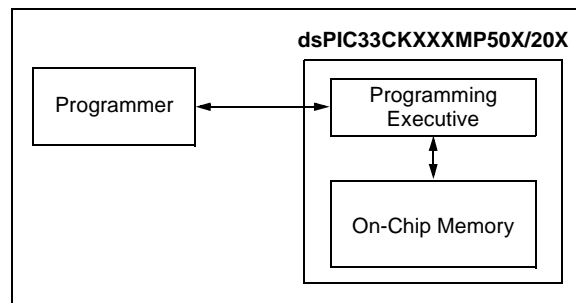 dsPIC33CKXXXMP50X/20X
Programmer
Programming
Executive
On-Chip Memory